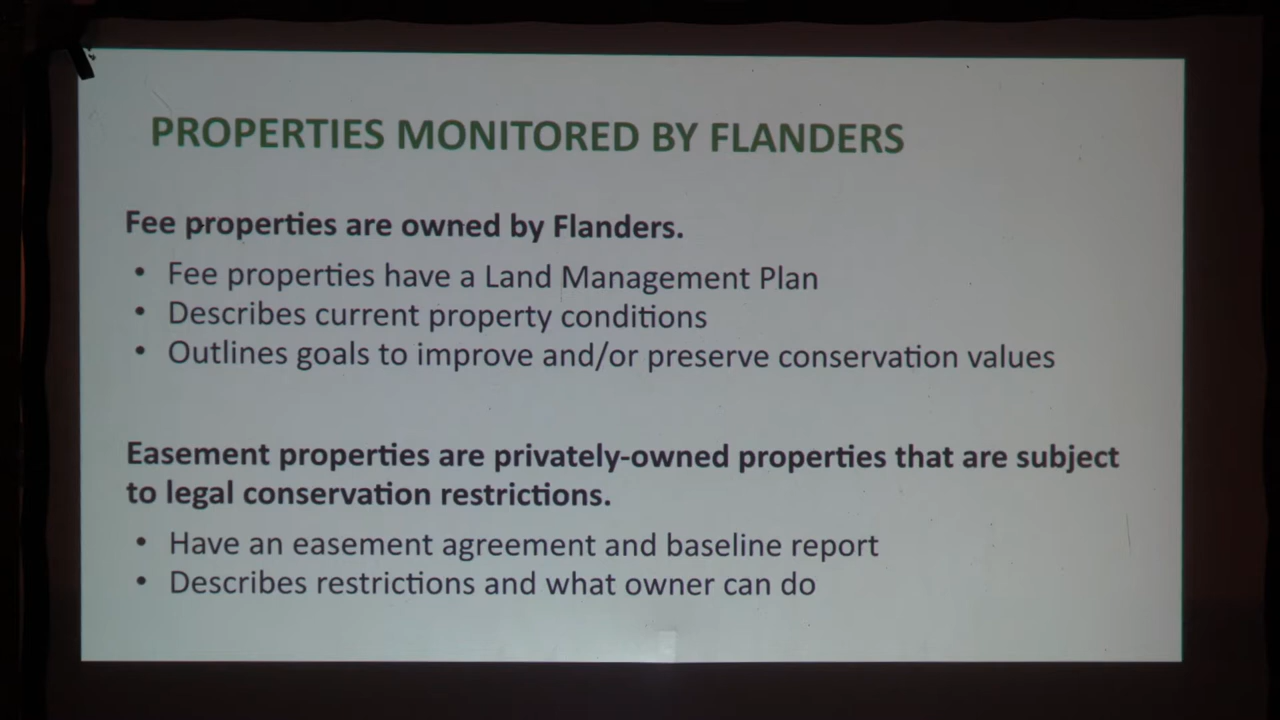 PROPERTIES MONITORED BY FLANDERS
Fee properties are owned by Flanders.
• Fee properties have a Land Management Plan
• Describes current property conditions
• Outlines goals to improve and/or preserve conservation values
Easement properties are privately-owned properties that are subject
to legal conservation restrictions.
• Have an easement agreement and baseline report
• Describes restrictions and what owner can do